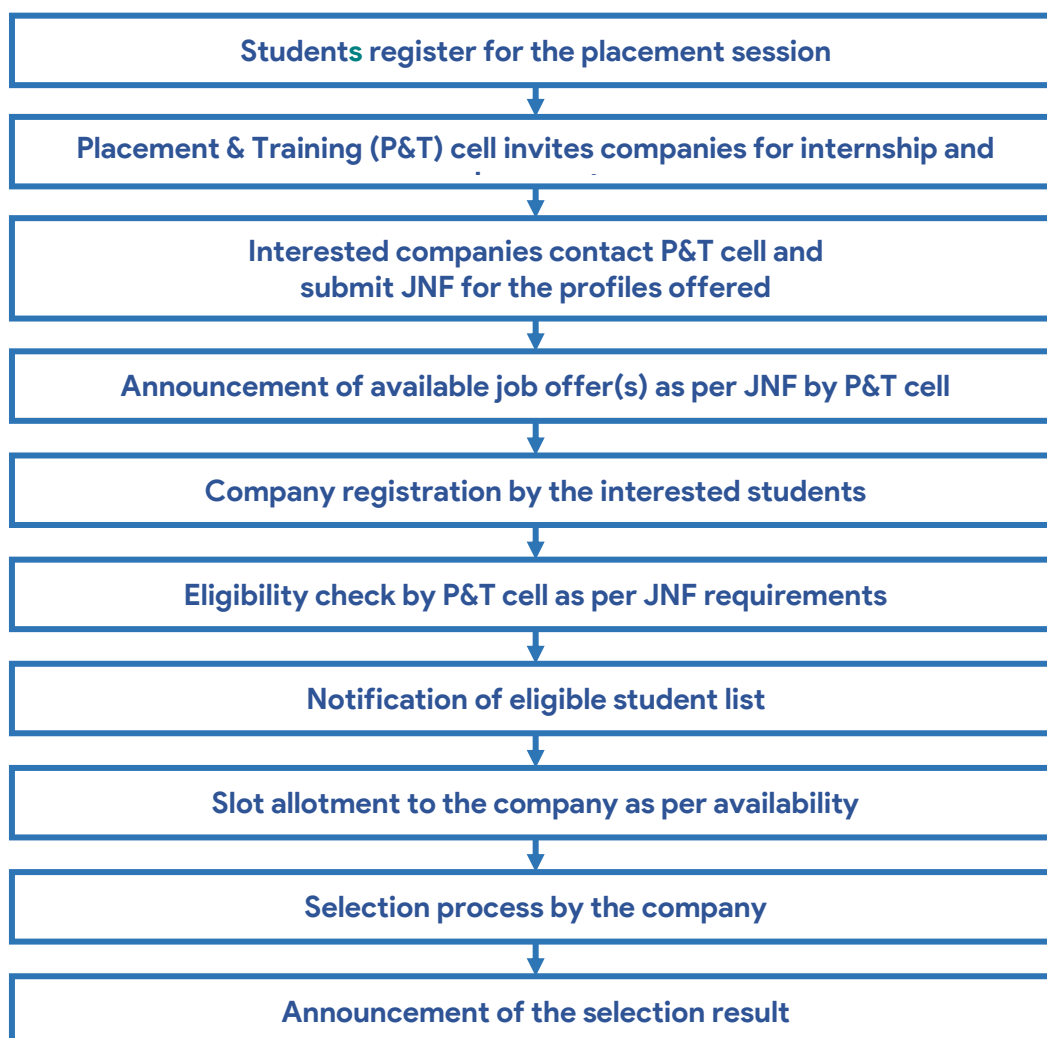 Students register for the placement session
Placement & Training (P&T) cell invites companies for internship and
Interested companies contact P&T cell and
submit JNF for the profiles offered
Announcement of available job offer(s) as per JNF by P&T cell
Company registration by the interested students
Eligibility check by P&T cell as per JNF requirements
Notification of eligible student list
Slot allotment to the company as per availability
Selection process by the company
Announcement of the selection result